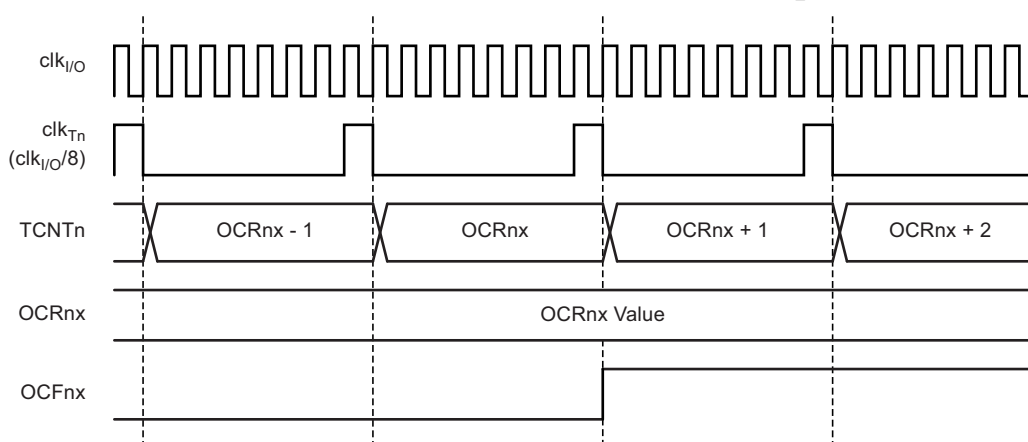 clkI/O
clkTn
(clkI/O/8)
TCNTn
OCRnx - 1
OCRnx
OCRnx + 1
OCRnx + 2
OCRnx
OCRnx Value
OCFnx